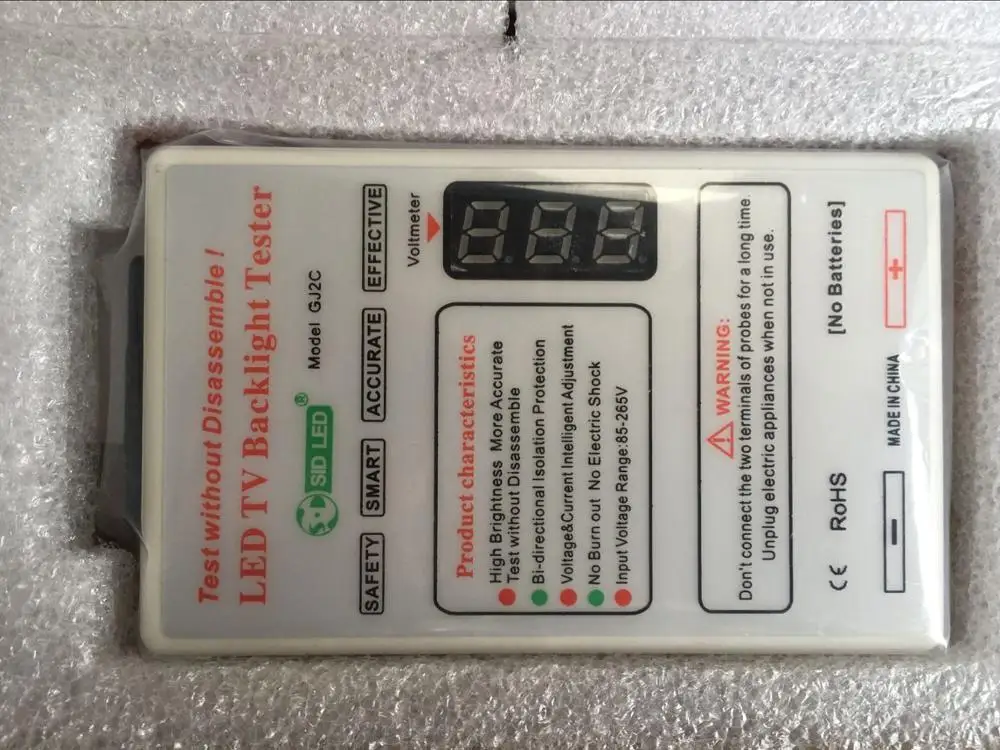 Test without Disassemble!
LED TV Backlight Tester
S·D SID LED®
Model GJ2C
SAFETY SMART ACCURATE EFFECTIVE
Voltmeter
Product characteristics
High Brightness More Accurate
Test without Disassemble
Bi-directional Isolation Protection
Voltage&Current Intelligent Adjustment
No Burn out No Electric Shock
Input Voltage Range:85-265V
WARNING:
Don't connect the two terminals of probes for a long time.
Unplug electric appliances when not in use.
CE RoHS [No Batteries]
- MADE IN CHINA +